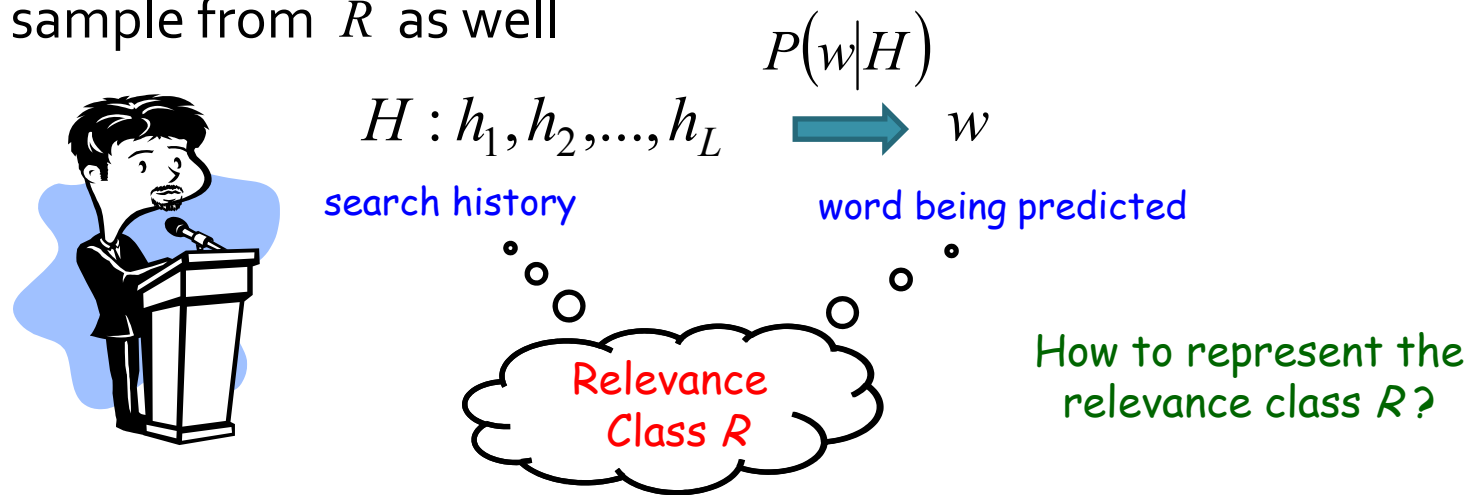 sample from R as well
P(w|H)
H : h₁, h₂,..., h_L w
search history
word being predicted
Relevance
Class R
How to represent the
relevance class R?